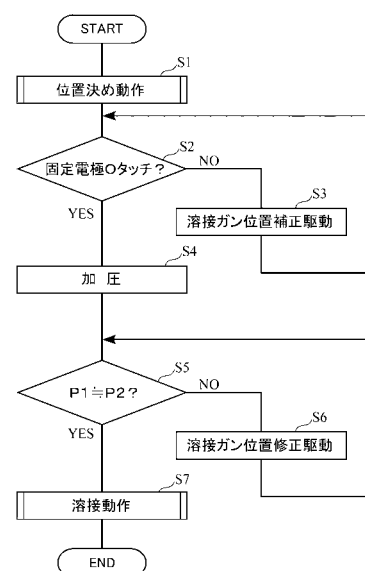 START
S1
位置決め動作
S2
固定電極Oタッチ?
NO
YES
S3
溶接ガン位置補正駆動
S4
加 圧
S5
P1≒P2?
NO
YES
S6
溶接ガン位置修正駆動
S7
溶接動作
END